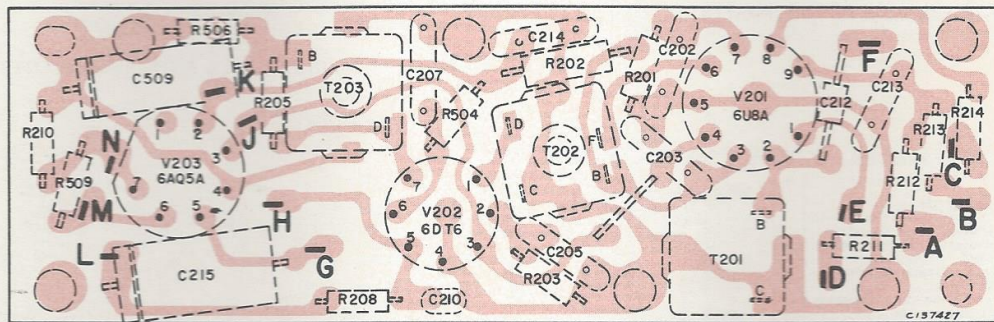 R506
C509
K
R205
B
T203
D
C207
R504
C214
R202
R201
C202
7 8
6 9
5
V201
6U8A
4 1
3 2
C212
F
C213
R213
R214
R210
N
J
1 2
3
V203
6AQ5A
7 4
6 5
R509
M
H
7 1
6 2
V202
6DT6
5 3
4
D
F
T202
C
B
C203
R212
C
B
A
E
B
T201
C
R211
D
L
C215
G
R208
C210
R203
C205
C137427